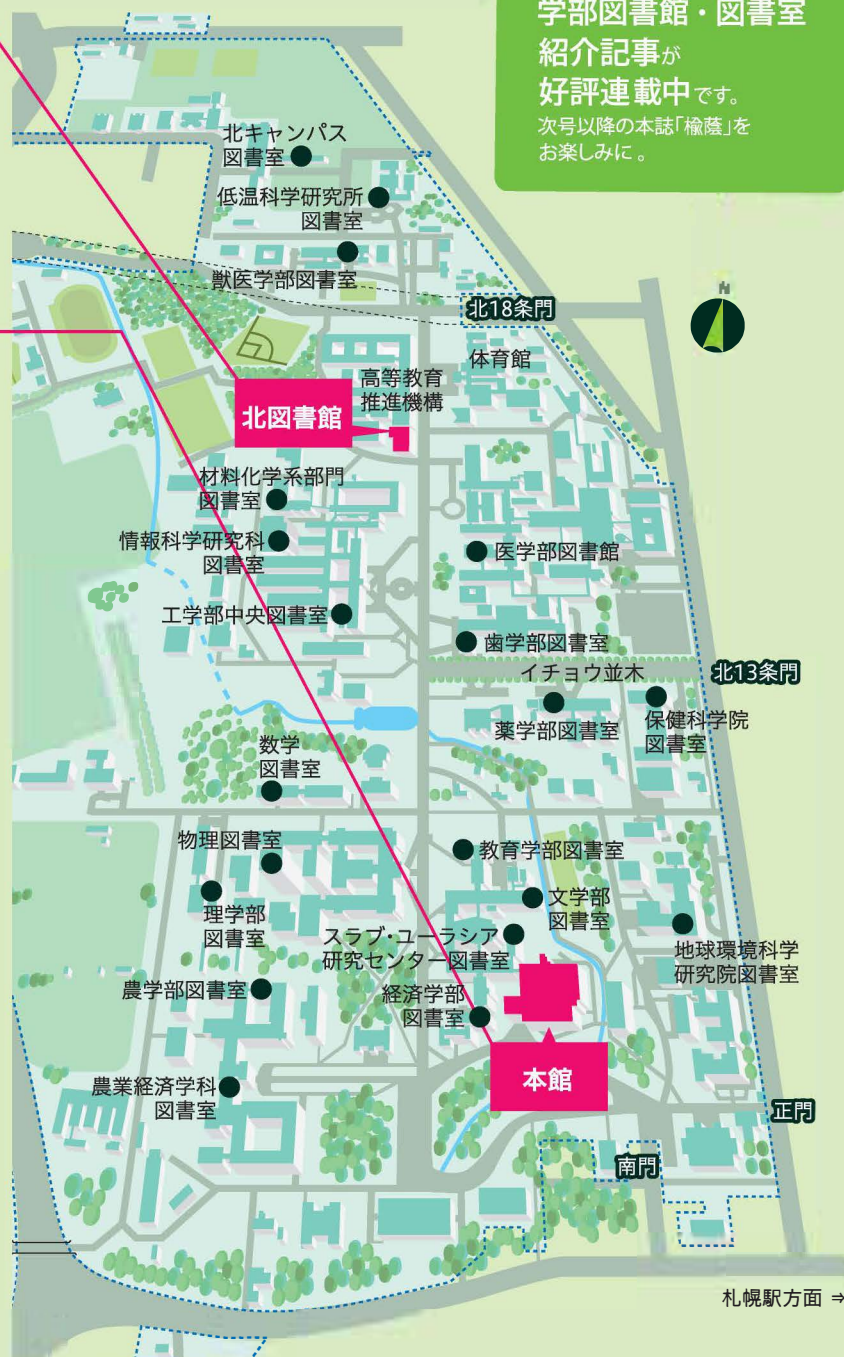 学部図書館・図書室
紹介記事が
好評連載中です。
次号以降の本誌「楡蔭」を
お楽しみに。
北キャンパス
図書室
低温科学研究所
図書室
獣医学部図書室
N
北18条門
体育館
高等教育
推進機構
北図書館
材料化学系部門
図書室
情報科学研究科
図書室
医学部図書館
工学部中央図書室
歯学部図書室
イチョウ並木
北13条門
薬学部図書室
保健科学院
図書室
数学
図書室
物理図書室
教育学部図書室
理学部
図書室
文学部
図書室
スラブ・ユーラシア
研究センター図書室
地球環境科学
研究院図書室
農学部図書室
経済学部
図書室
本館
農業経済学科
図書室
正門
南門
札幌駅方面 ⇒